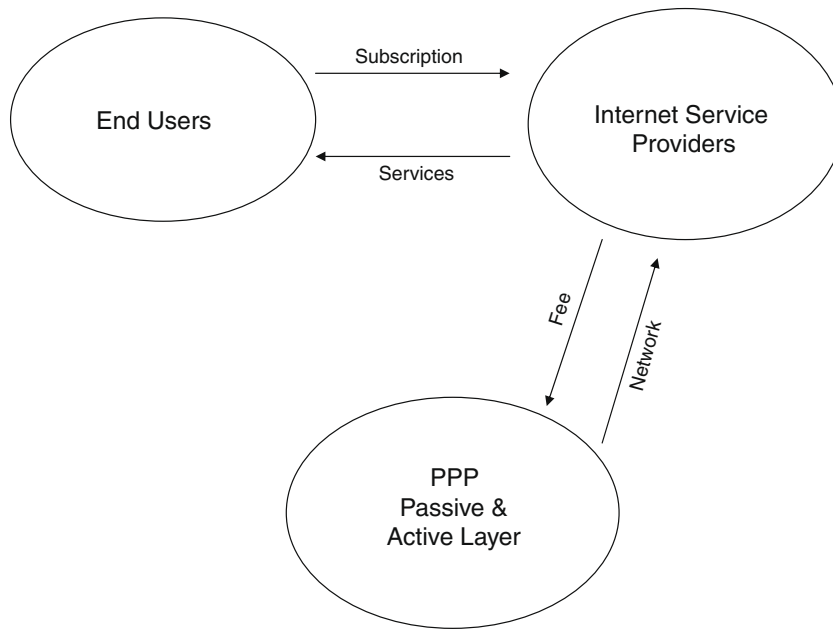 Subscription
End Users
Internet Service
Providers
Services
Fee
Network
PPP
Passive &
Active Layer